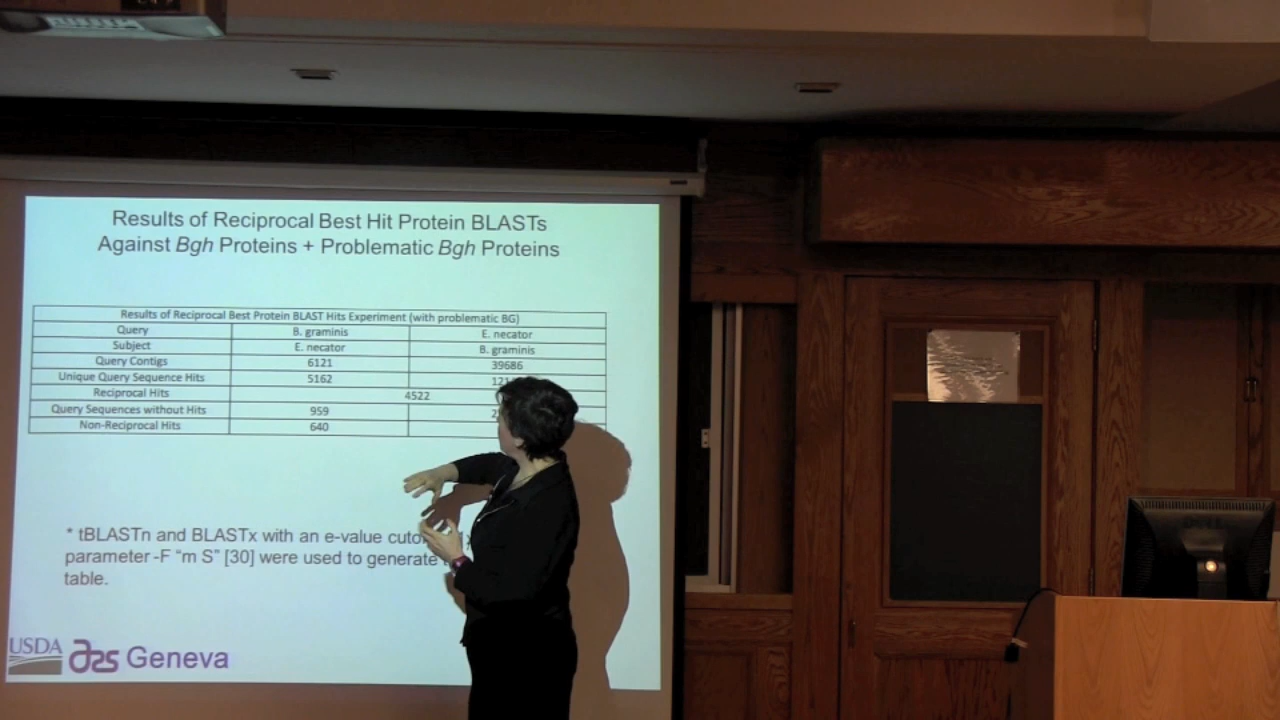 Results of Reciprocal Best Hit Protein BLASTs
Against Bgh Proteins + Problematic Bgh Proteins
Results of Reciprocal Best Protein BLAST Hits Experiment (with problematic BG)
Query B. graminis E. necator
Subject E. necator B. graminis
Query Contigs 6121 39686
Unique Query Sequence Hits 5162
Reciprocal Hits 4522
Query Sequences without Hits 959
Non-Reciprocal Hits 640
* tBLASTn and BLASTx with an e-value
parameter -F “m S” [30] were used to generate
table.
USDA ars Geneva